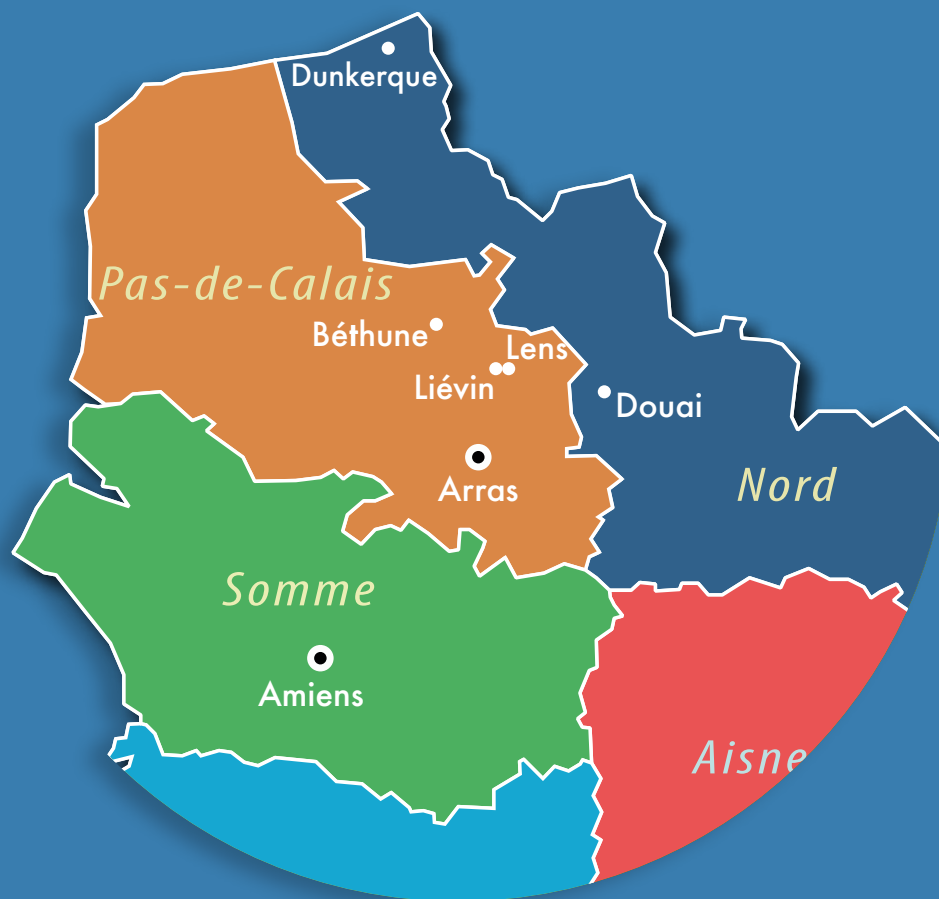 Dunkerque
Pas-de-Calais
Béthune
Lens
Liévin
Douai
Arras
Nord
Somme
Amiens
Aisne